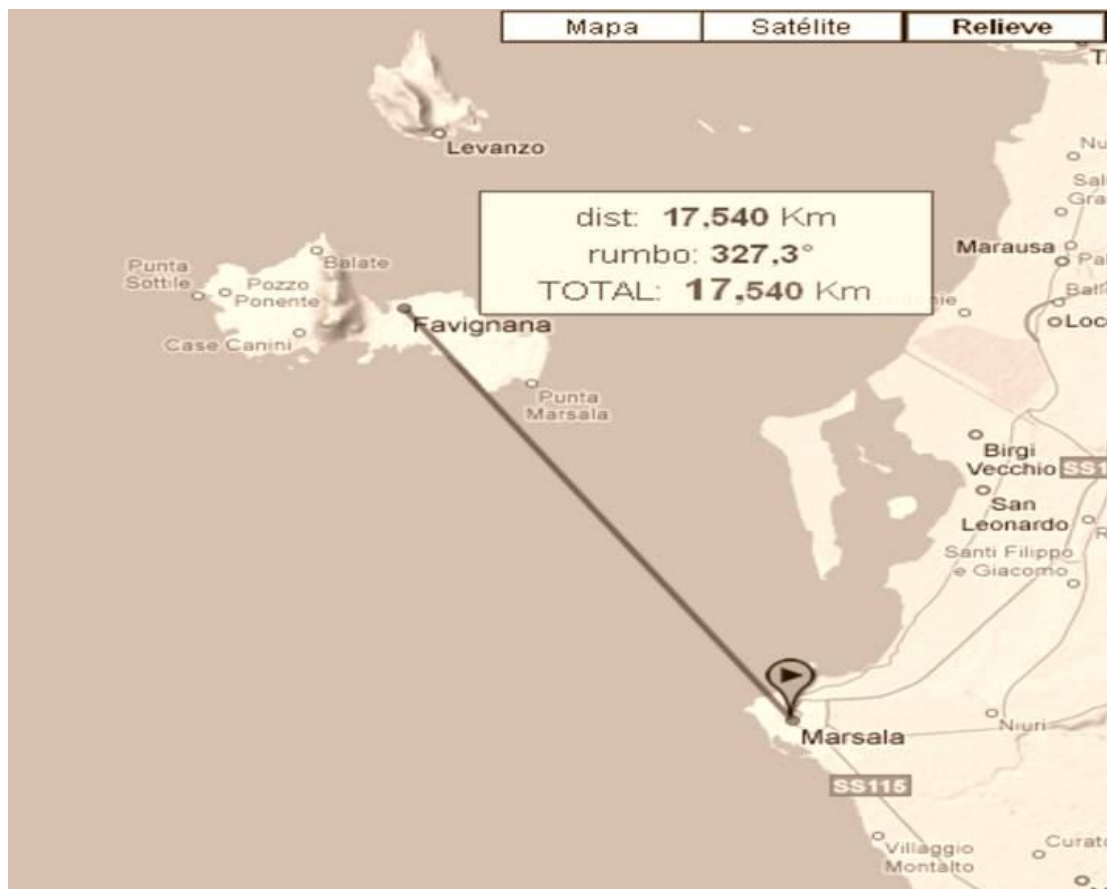 Mapa
Satélite
Relieve
Levanzo
dist: 17,540 Km
rumbo: 327,3°
TOTAL: 17,540 Km
Marausa
Balate
Punta
Sottile
Pozzo
Ponente
Favignana
Case Canini
Punta
Marsala
Birgi
Vecchio
San
Leonardo
Santi Filippo
e Giacomo
Niuri
Marsala
SS115
Villaggio
Montalto